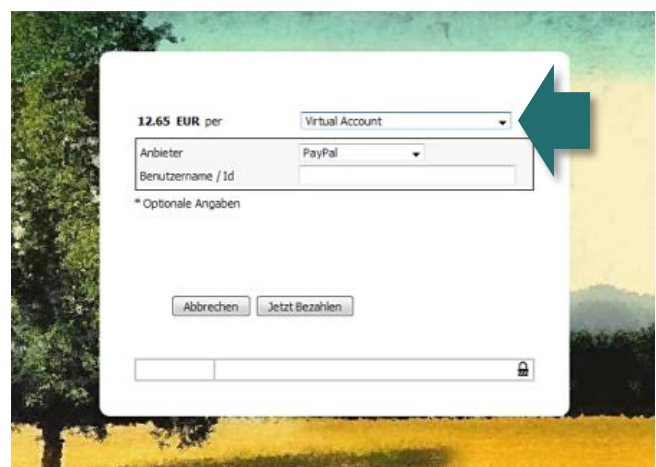 12.65 EUR per Virtual Account
Anbieter PayPal
Benutzername / Id
* Optionale Angaben
Abbrechen Jetzt Bezahlen